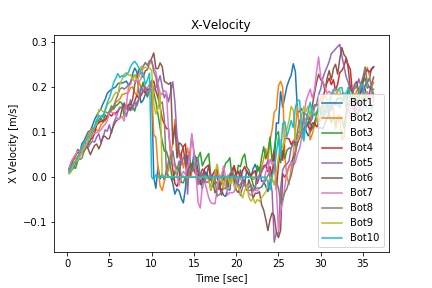 X-Velocity
0.3
0.2
0.1
0.0
−0.1
X Velocity [m/s]
0
5
10
15
20
25
30
35
Time [sec]
Bot1
Bot2
Bot3
Bot4
Bot5
Bot6
Bot7
Bot8
Bot9
Bot10